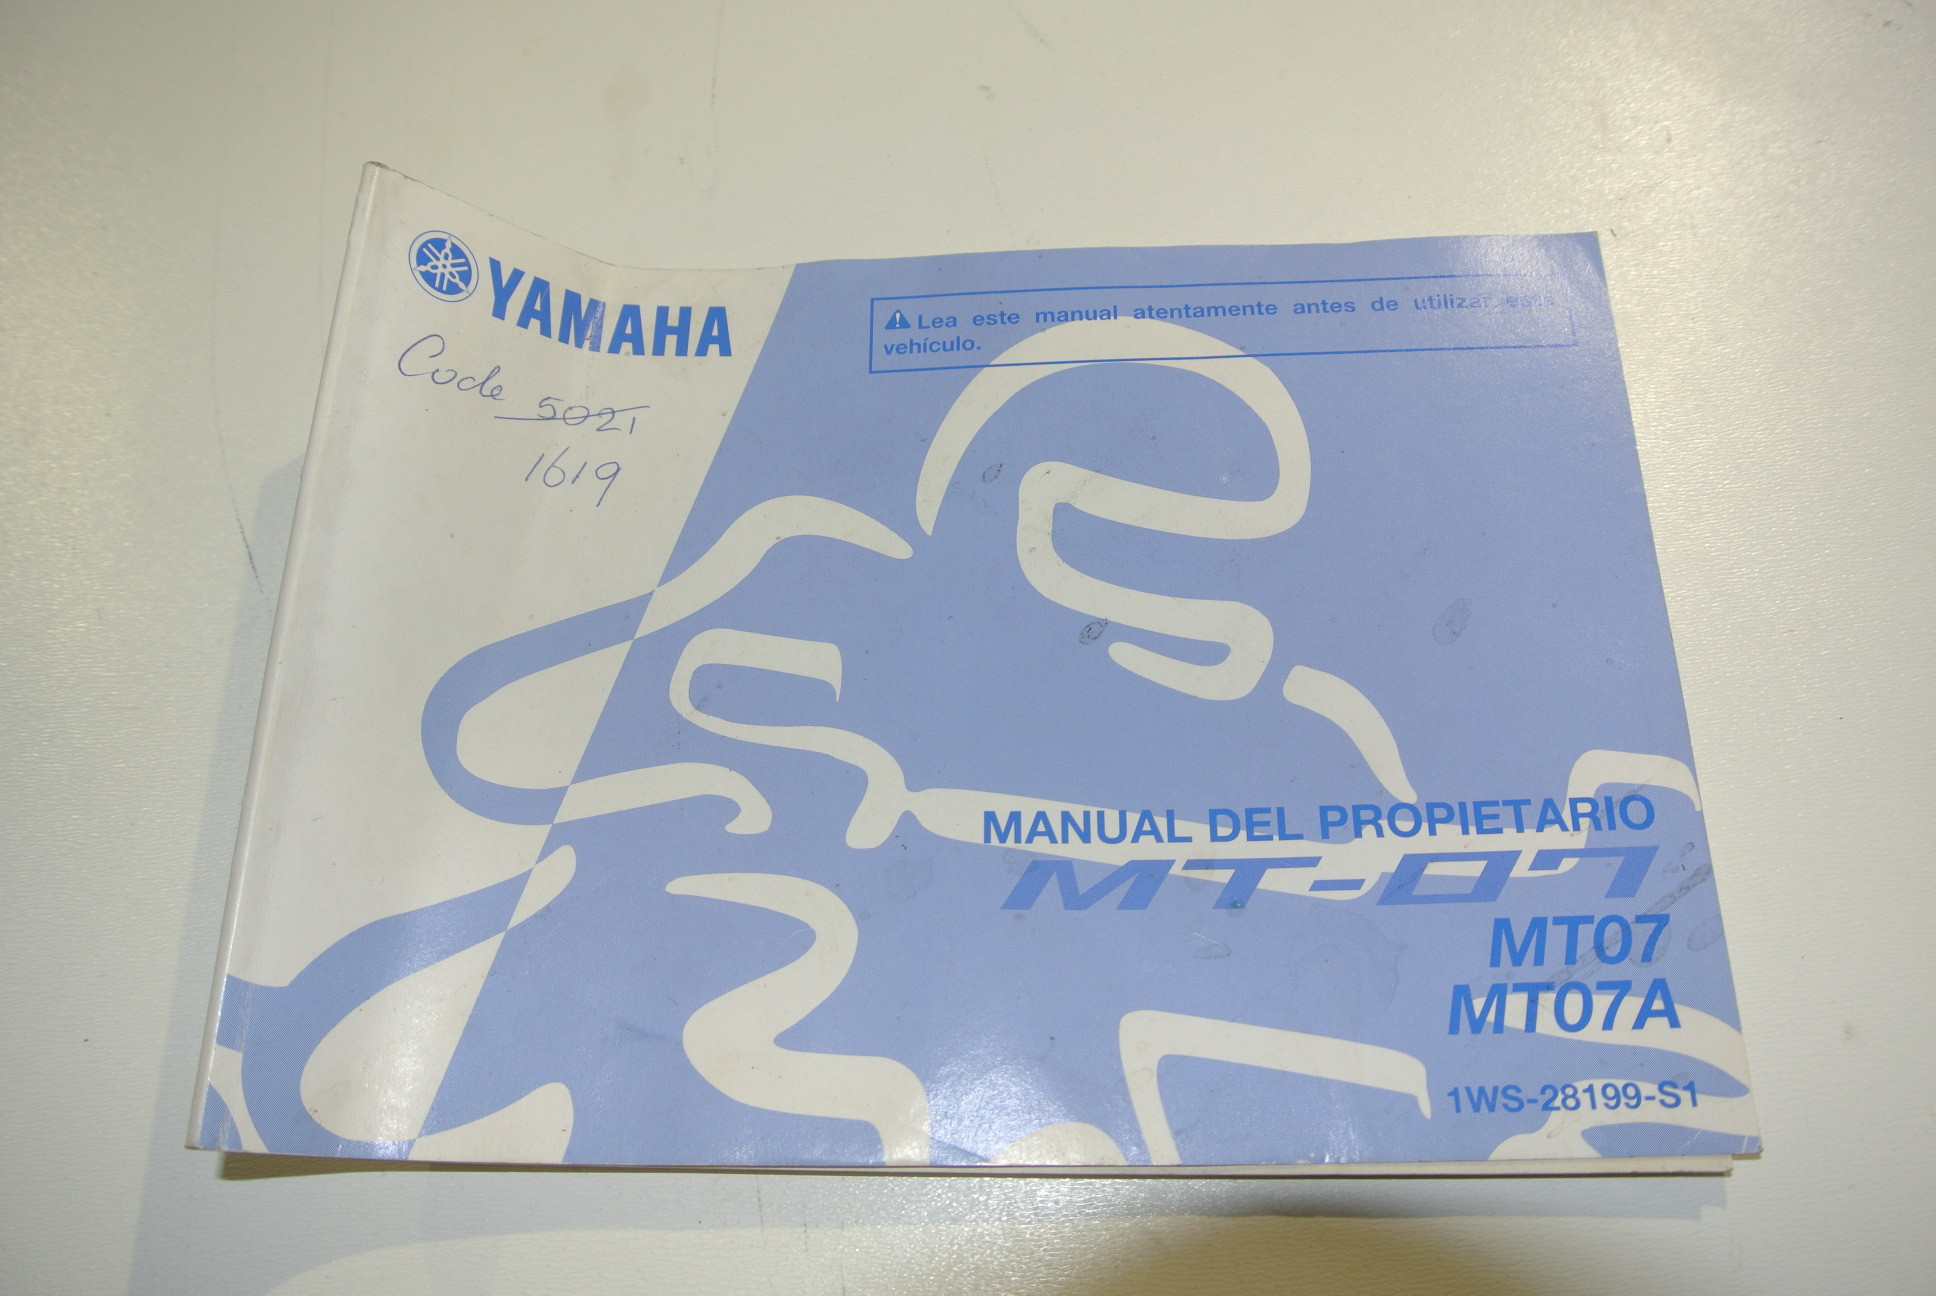 YAMAHA
Code 5021
1619
Lea este manual atentamente antes de utilizar este
vehículo.
MANUAL DEL PROPIETARIO
MT-07
MT07
MT07A
1WS-28199-S1